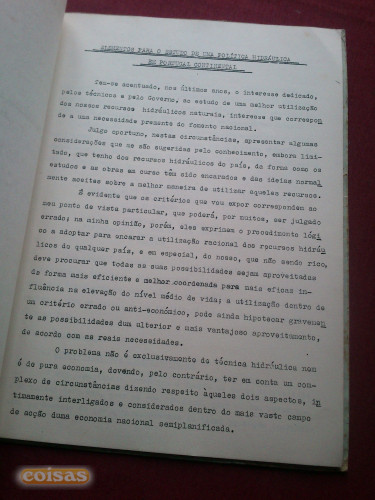 ELEMENTOS PARA O ESTUDO DE UMA POLÍTICA HIDRÁULICA
EM PORTUGAL CONTINENTAL
Tem-se acentuado, nos últimos anos, o interesse dedicado,
pelos técnicos e pelo Governo, ao estudo de uma melhor utilização
dos nossos recursos hidráulicos naturais, interesse que correspon
de a uma necessidade premente do fomento nacional.
Julgo oportuno, nestas circunstâncias, apresentar algumas
considerações que me são sugeridas pelo conhecimento, embora limi-
tado, que tenho dos recursos hidráulicos do país, da forma como os
estudos e as obras em curso têm sido encarados e das ideias normal
mente aceites sobre a melhor maneira de utilizar aqueles recursos.
É evidente que os critérios que vou expor correspondem ao
meu ponto de vista particular, que poderá, por muitos, ser julgado
errado; na minha opinião, porém, eles exprimem o procedimento lógi
co a adoptar para encarar a utilização racional dos recursos hidráu
licos de qualquer país, e em especial, do nosso, que não sendo rico,
deve procurar que todas as suas possibilidades sejam aproveitadas
da forma mais eficiente e melhor coordenada para mais eficaz in-
fluência na elevação do nível médio de vida; a utilização dentro de
um critério errado ou anti-económico, pode ainda hipotecar gravemen
te as possibilidades dum ulterior e mais vantajoso aproveitamento,
de acordo com as reais necessidades.
O problema não é exclusivamente da técnica hidráulica nem
é de pura economia, devendo, pelo contrário, ter em conta um com-
plexo de circunstâncias dizendo respeito àqueles dois aspectos, in
timamente interligados e considerados dentro do mais vasto campo
de acção duma economia nacional semiplanificada.
coisas